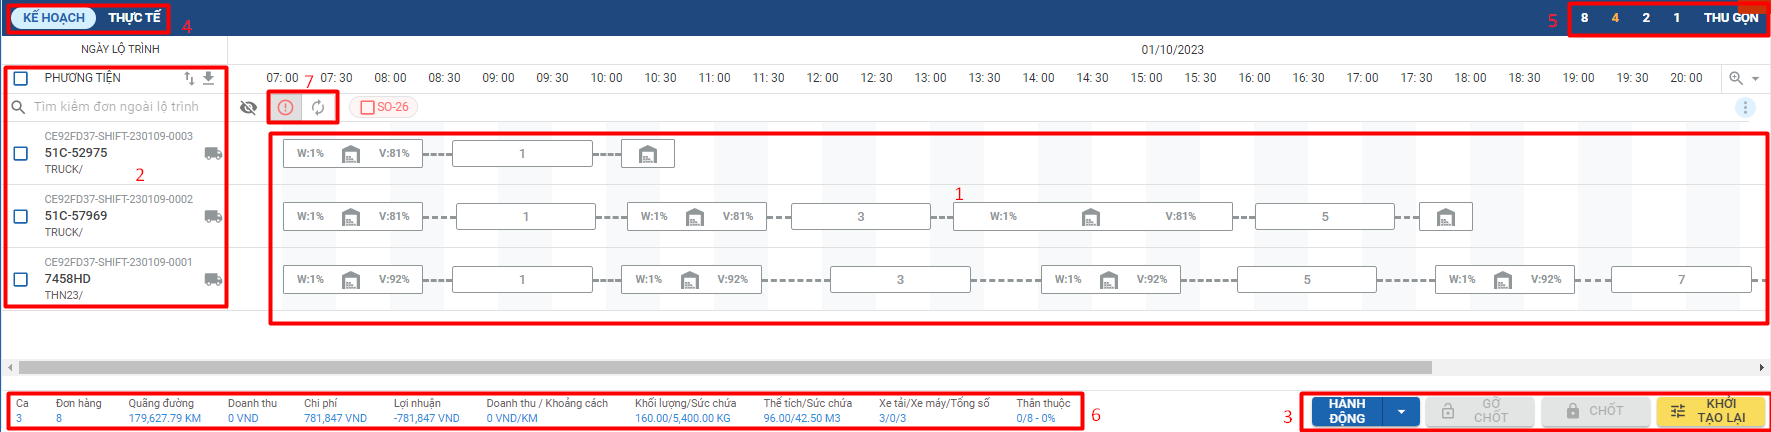 KẾ HOẠCH THỰC TẾ 4 5 8 4 2 1 THU GỌN
NGÀY LỘ TRÌNH 01/10/2023
PHƯƠNG TIỆN 7 07: 00 07: 30 08: 00 08: 30 09: 00 09: 30 10: 00 10: 30 11: 00 11: 30 12: 00 12: 30 13: 00 13: 30 14: 00 14: 30 15: 00 15: 30 16: 00 16: 30 17: 00 17: 30 18: 00 18: 30 19: 00 19: 30 20: 00
Tìm kiếm đơn ngoài lộ trình SO-26
CE92FD37-SHIFT-230109-0003
51C-52975 W:1% V:81% 1
TRUCK/ 2
CE92FD37-SHIFT-230109-0002 1
51C-57969 W:1% V:81% 1 W:1% V:81% 3 W:1% V:81% 5
TRUCK/
CE92FD37-SHIFT-230109-0001
7458HD W:1% V:92% 1 W:1% V:92% 3 W:1% V:92% 5 W:1% V:92% 7
THN23/
Ca Đơn hàng Quãng đường Doanh thu Chi phí Lợi nhuận Doanh thu / Khoảng cách Khối lượng/Sức chứa Thể tích/Sức chứa Xe tải/Xe máy/Tổng số Thân thuộc
3 8 179,627.79 KM 0 VND 781,847 VND -781,847 VND 0 VND/KM 160.00/5,400.00 KG 96.00/42.50 M3 3/0/3 0/8 - 0%
6 3 HÀNH ĐỘNG GỠ CHỐT CHỐT KHỞI TẠO LẠI